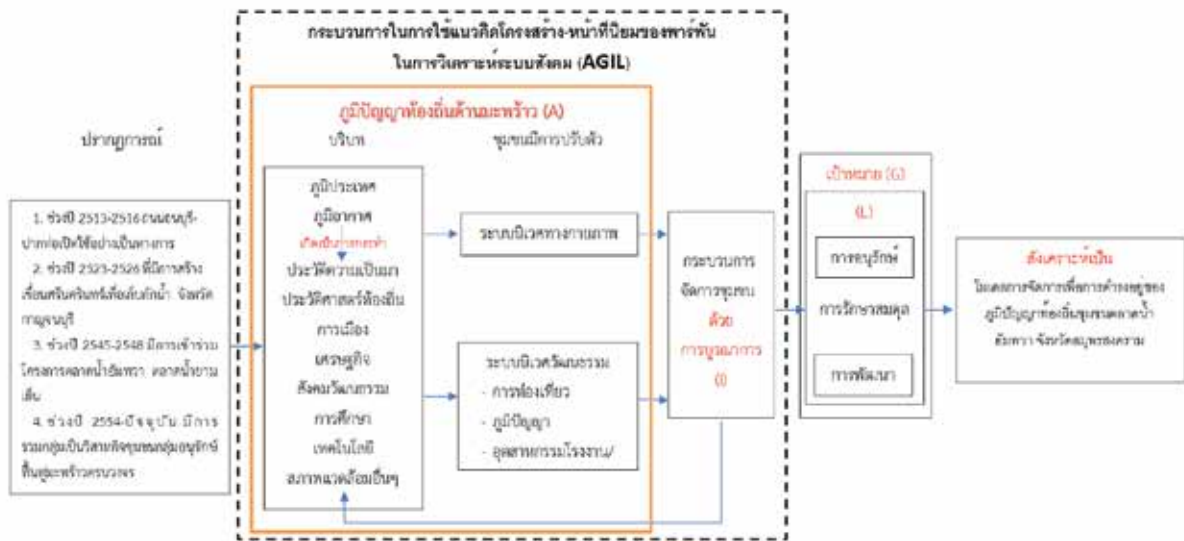 กระบวนการในการใช้แนวคิดโครงสร้าง-หน้าที่นิยมของพาร์พัน
ในการวิเคราะห์ระบบสังคม (AGIL)
ปรากฏการณ์
1. ช่วงปี 2513-2516 ถนนธนบุรี-
ปากท่อเปิดใช้อย่างเป็นทางการ
2. ช่วงปี 2523-2526 ที่มีการสร้าง
เขื่อนศรีนครินทร์เพื่อเก็บกักน้ำ จังหวัด
กาญจนบุรี
3. ช่วงปี 2545-2548 มีการเข้าร่วม
โครงการตลาดน้ำอัมพวา ตลาดน้ำยาม
เย็น
4. ช่วงปี 2554-ปัจจุบัน มีการ
รวมกลุ่มเป็นวิสาหกิจชุมชนกลุ่มอนุรักษ์
ฟื้นฟูมะพร้าวครบวงจร
ภูมิปัญญาท้องถิ่นด้านมะพร้าว (A)
บริบท
ภูมิประเทศ
ภูมิอากาศ
ประวัติความเป็นมา
ประวัติศาสตร์ท้องถิ่น
การเมือง
เศรษฐกิจ
สังคมวัฒนธรรม
การศึกษา
เทคโนโลยี
สภาพแวดล้อมอื่นๆ
ชุมชนมีการปรับตัว
ระบบนิเวศทางกายภาพ
ระบบนิเวศวัฒนธรรม
- การท่องเที่ยว
- ภูมิปัญญา
- อุตสาหกรรมโรงงาน/
กระบวนการ
จัดการชุมชน
ด้วย
การบูรณาการ
(I)
เป้าหมาย (G)
(L)
การอนุรักษ์
การรักษาสมดุล
การพัฒนา
สังเคราะห์เป็น
โมเดลการจัดการเพื่อการดำรงอยู่ของ
ภูมิปัญญาท้องถิ่นชุมชนตลาดน้ำ
อัมพวา จังหวัดสมุทรสงคราม